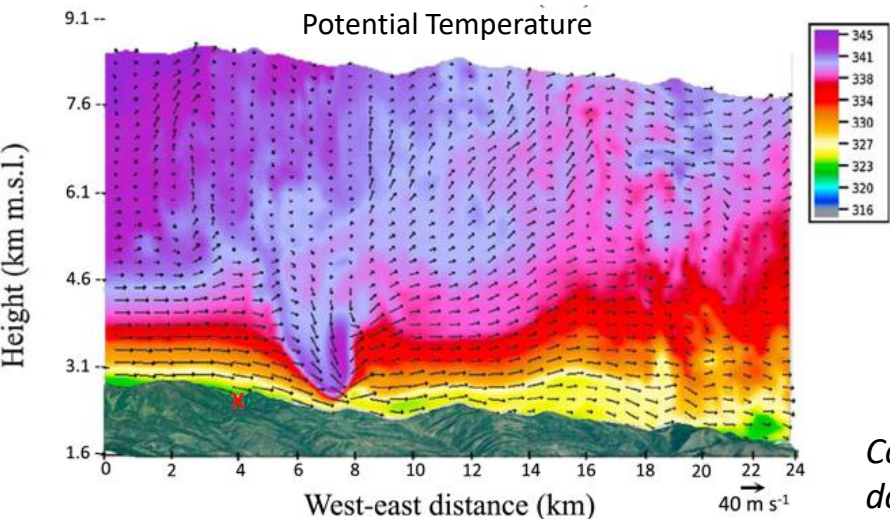 Potential Temperature
9.1
7.6
6.1
4.6
3.1
1.6
Height (km m.s.l.)
345
341
338
334
330
327
323
320
316
X
0 2 4 6 8 10 12 14 16 18 20 22 24
West-east distance (km)
40 m s⁻¹